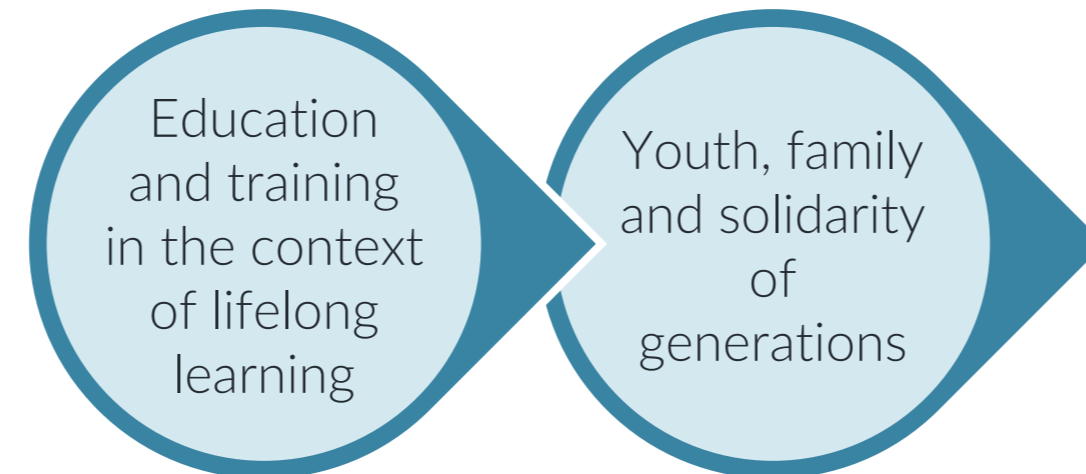 Education
and training
in the context
of lifelong
learning
Youth, family
and solidarity
of
generations